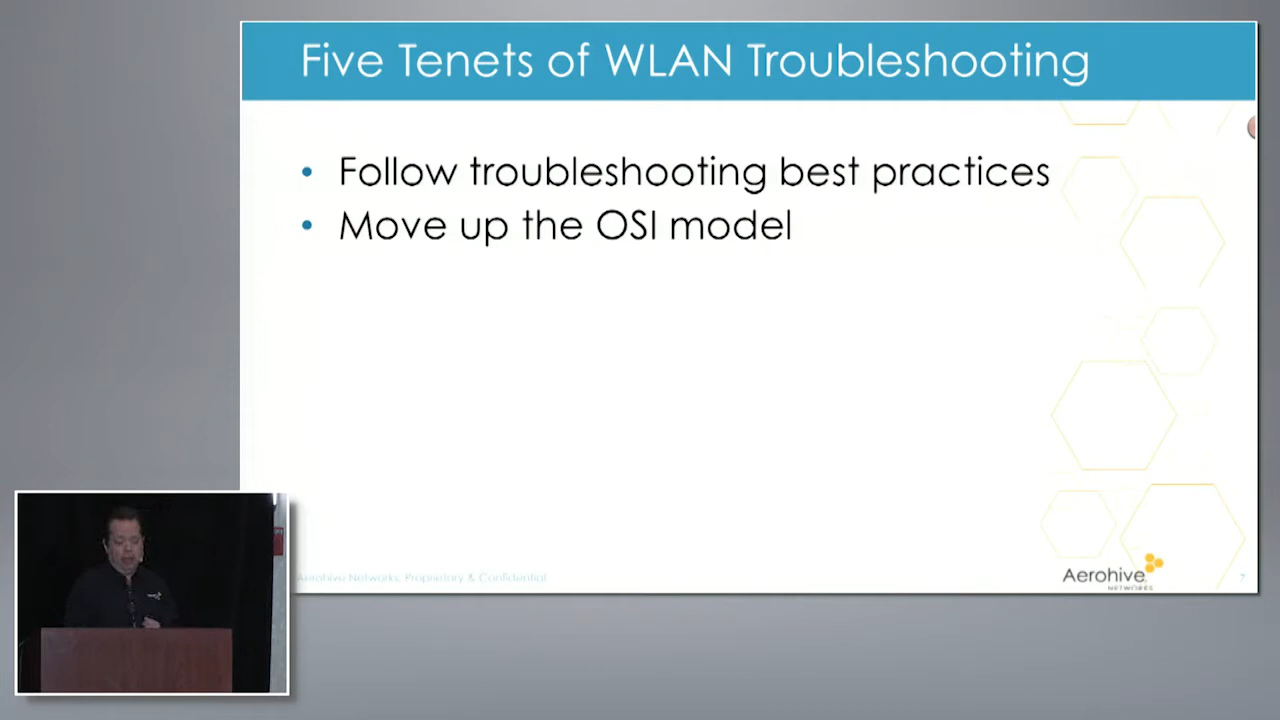 Five Tenets of WLAN Troubleshooting
• Follow troubleshooting best practices
• Move up the OSI model
Aerohive Networks, Proprietary & Confidential
Aerohive
NETWORKS
7